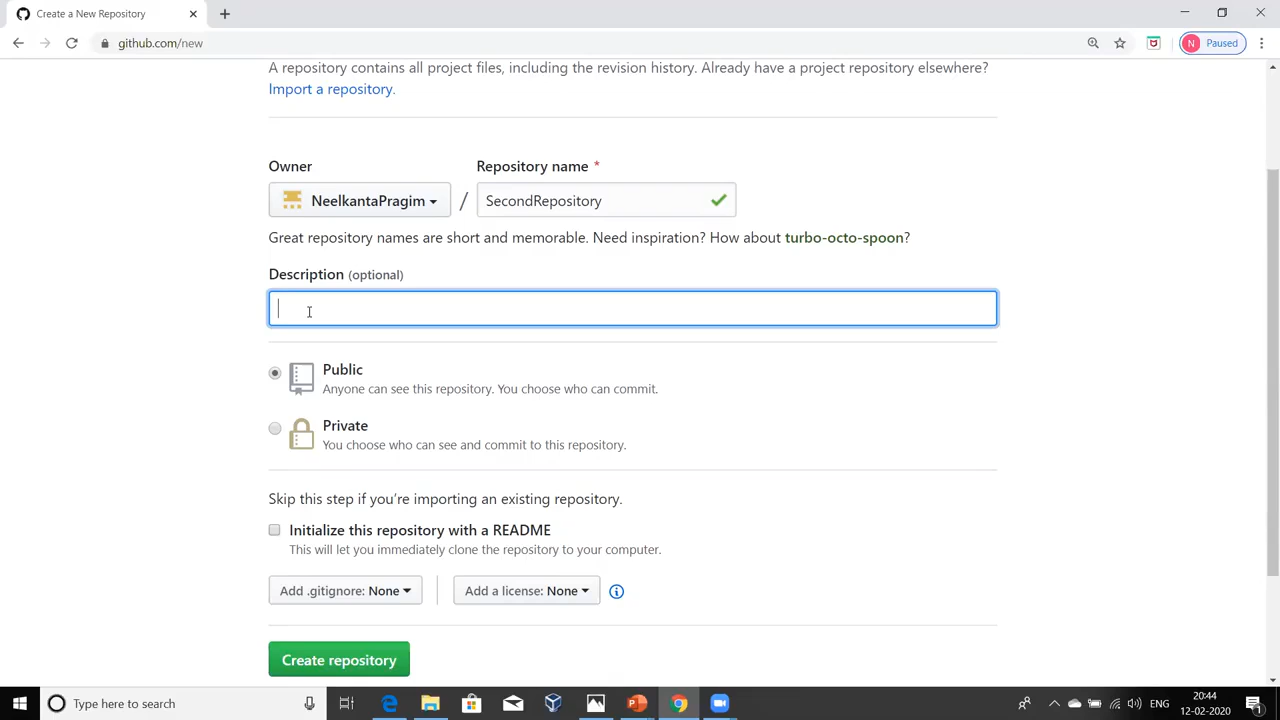 Create a New Repository
github.com/new
N Paused
A repository contains all project files, including the revision history. Already have a project repository elsewhere?
Import a repository.
Owner
Repository name *
NeelkantaPragim / SecondRepository
Great repository names are short and memorable. Need inspiration? How about turbo-octo-spoon?
Description (optional)
Public
Anyone can see this repository. You choose who can commit.
Private
You choose who can see and commit to this repository.
Skip this step if you're importing an existing repository.
Initialize this repository with a README
This will let you immediately clone the repository to your computer.
Add .gitignore: None
Add a license: None
Create repository
Type here to search
ENG
20:44
12-02-2020
1